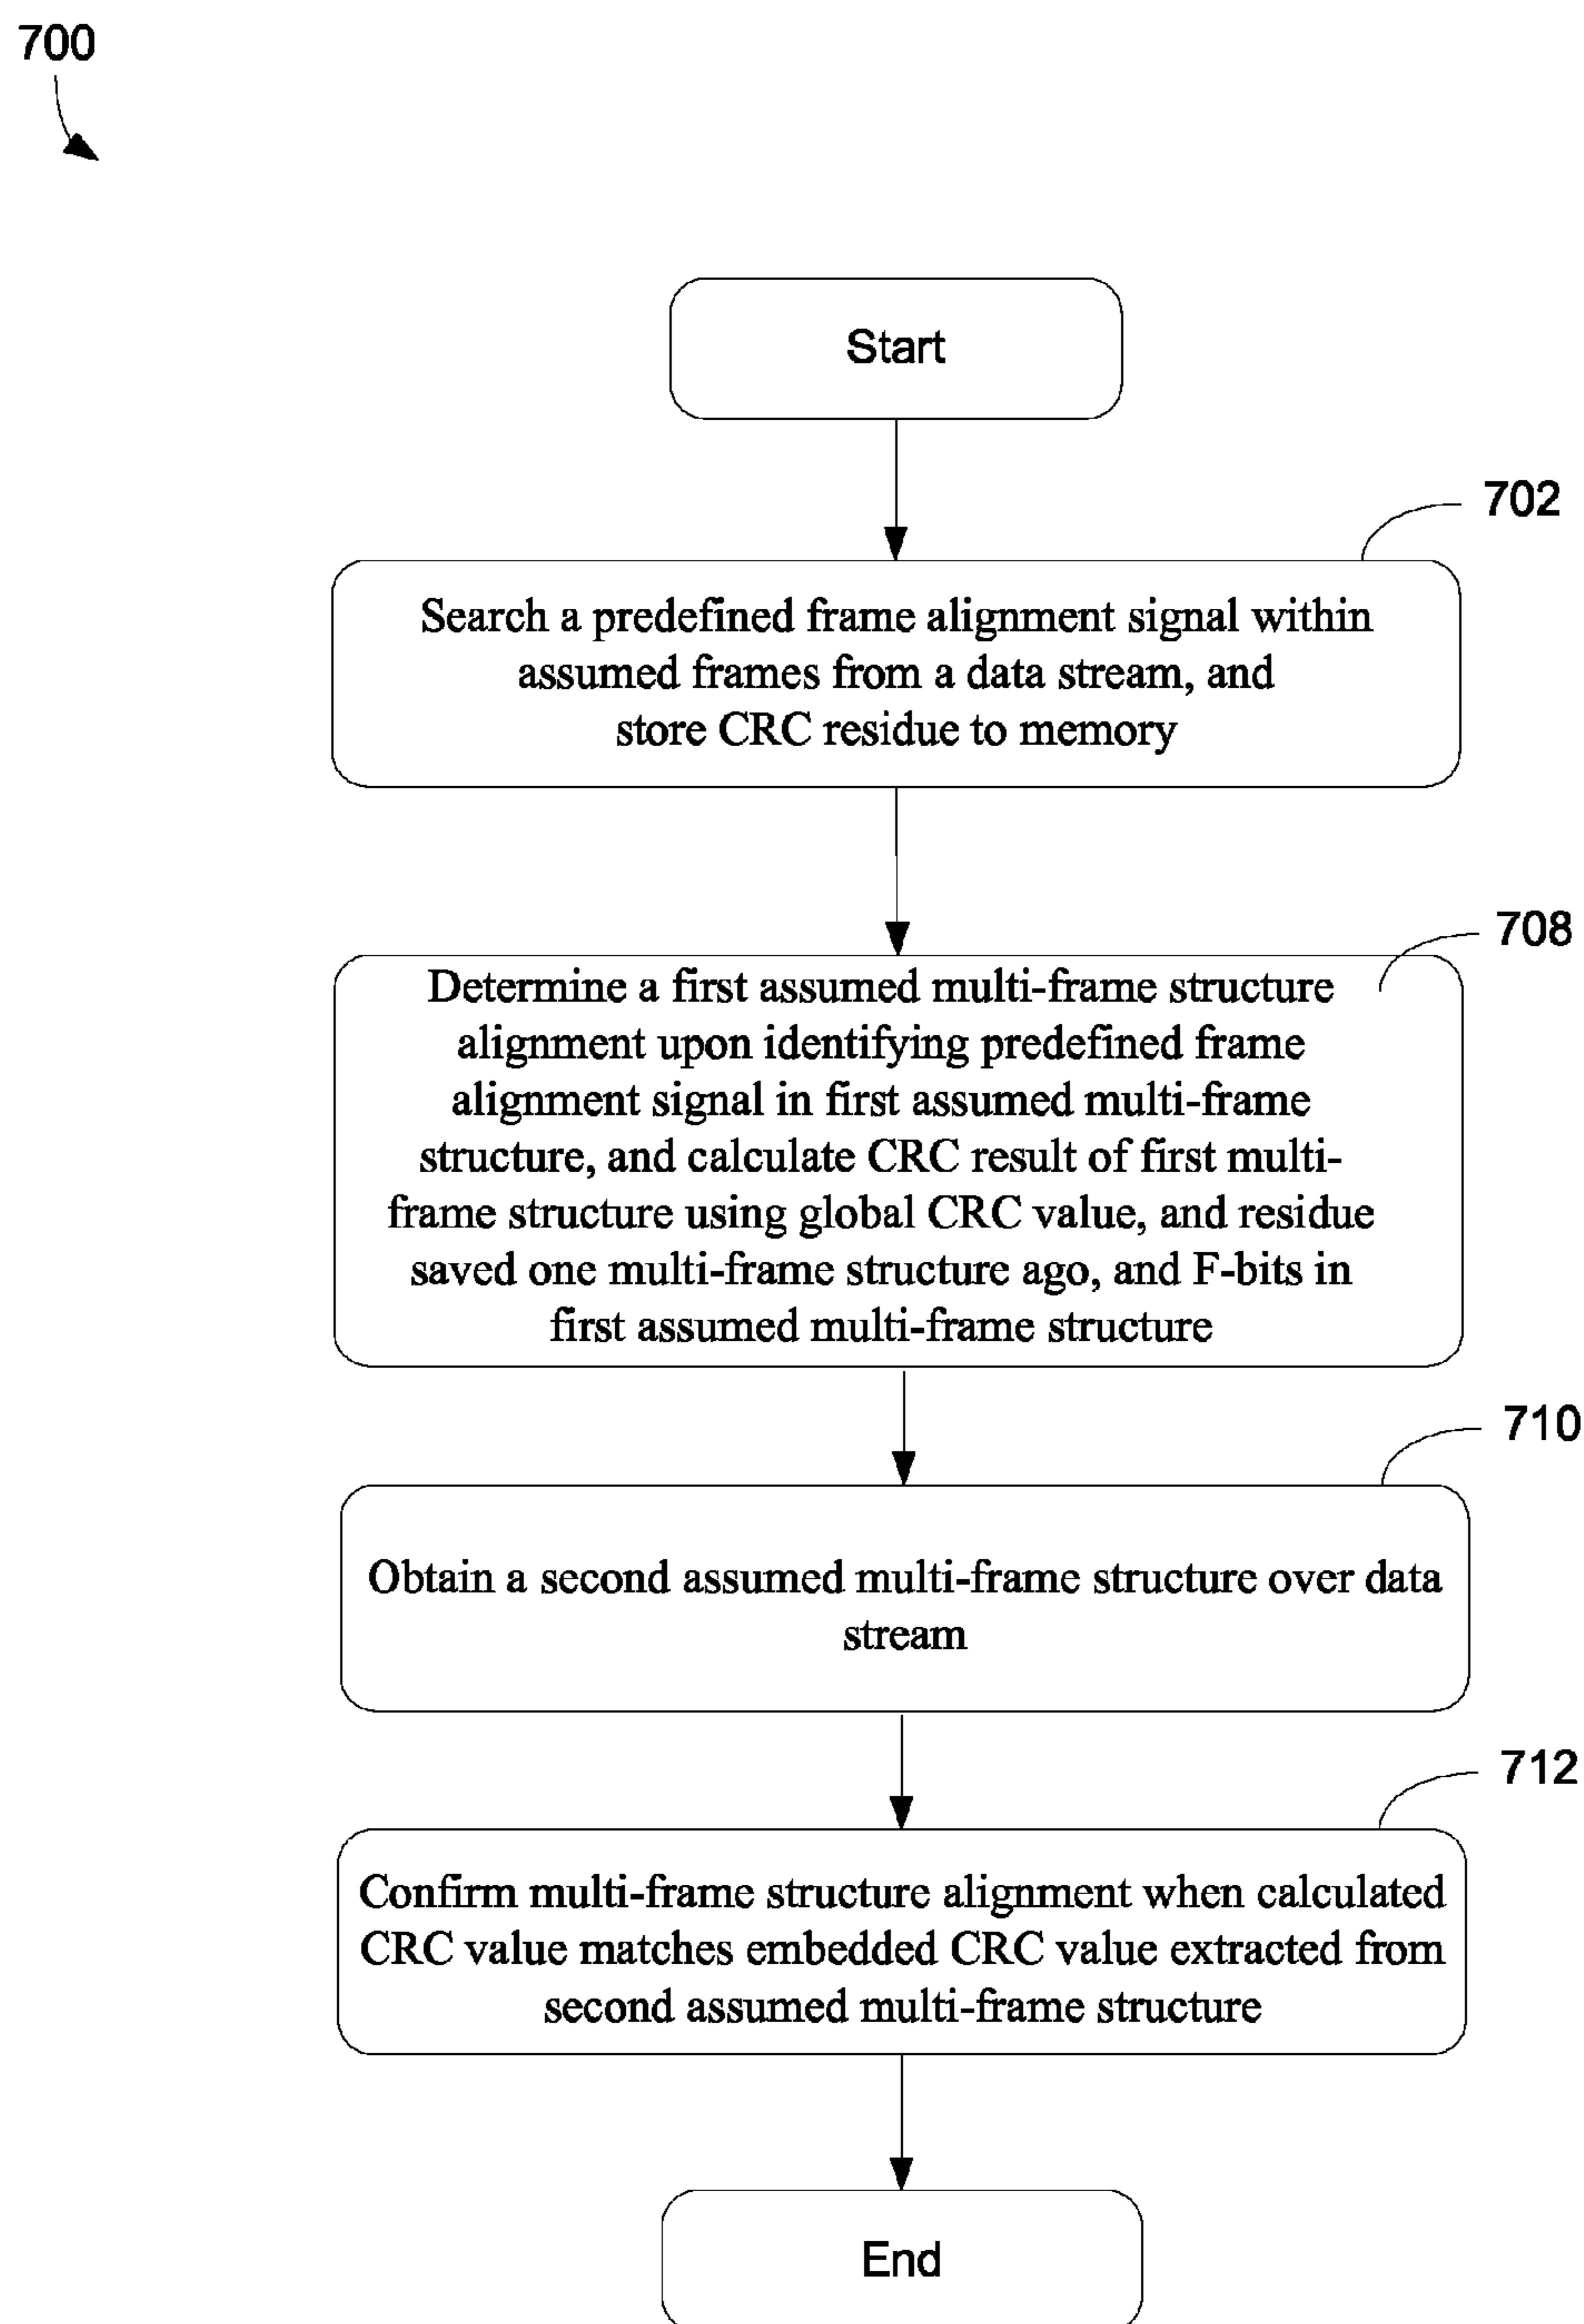 700
Start
702
Search a predefined frame alignment signal within
assumed frames from a data stream, and
store CRC residue to memory
708
Determine a first assumed multi-frame structure
alignment upon identifying predefined frame
alignment signal in first assumed multi-frame
structure, and calculate CRC result of first multi-
frame structure using global CRC value, and residue
saved one multi-frame structure ago, and F-bits in
first assumed multi-frame structure
710
Obtain a second assumed multi-frame structure over data
stream
712
Confirm multi-frame structure alignment when calculated
CRC value matches embedded CRC value extracted from
second assumed multi-frame structure
End